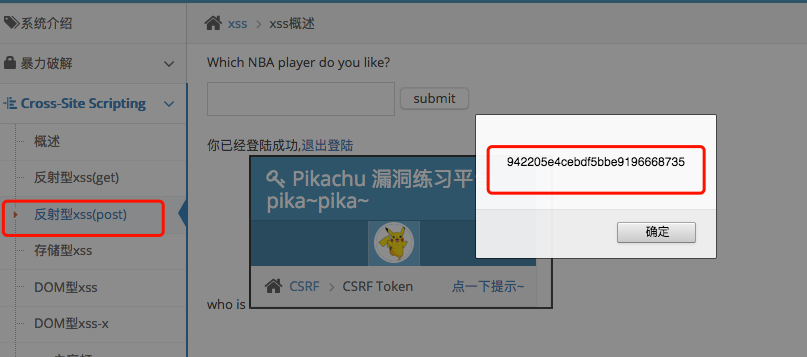 系统介绍
xss > xss概述
暴力破解
Cross-Site Scripting
概述
反射型xss(get)
反射型xss(post)
存储型xss
DOM型xss
DOM型xss-x
Which NBA player do you like?
submit
你已经登陆成功,退出登陆
Pikachu 漏洞练习平
pika~pika~
CSRF > CSRF Token 点一下提示~
who is
942205e4cebdf5bbe9196668735
确定